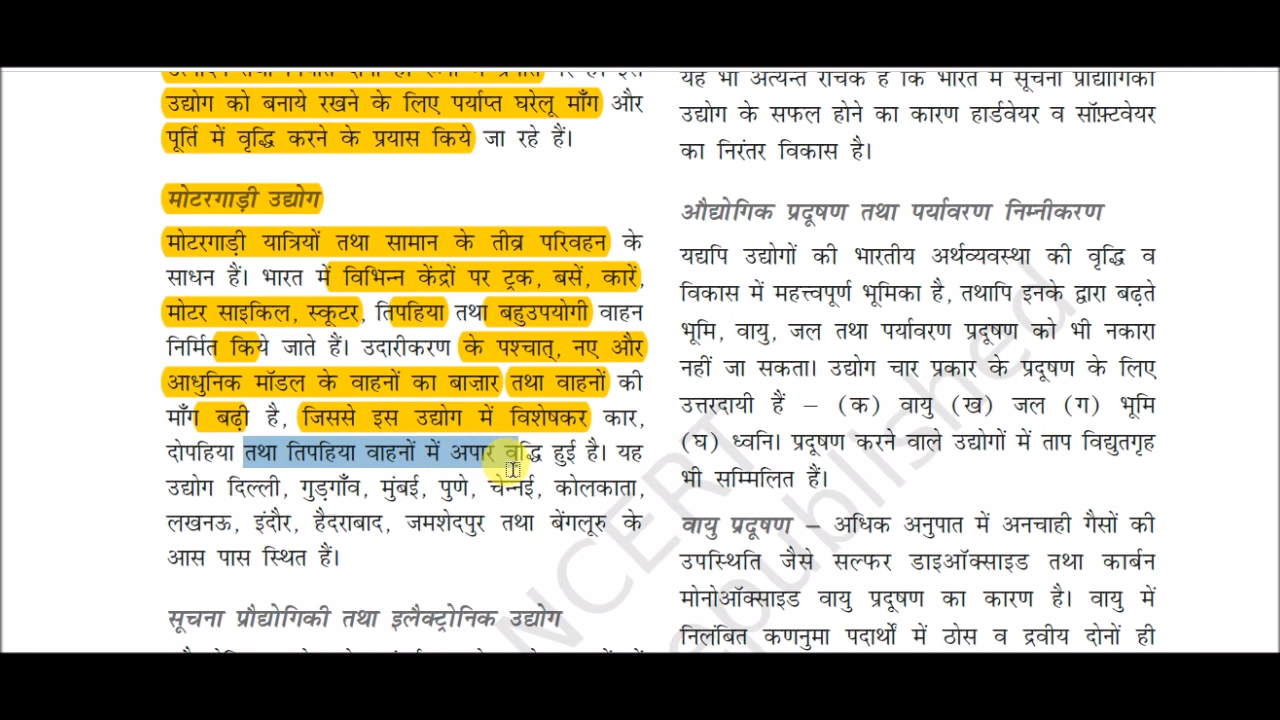 उद्योग को बनाये रखने के लिए पर्याप्त घरेलू माँग और
पूर्ति में वृद्धि करने के प्रयास किये जा रहे हैं।
मोटरगाड़ी उद्योग
मोटरगाड़ी यात्रियों तथा सामान के तीव्र परिवहन के
साधन हैं। भारत में विभिन्न केंद्रों पर ट्रक, बसें, कारें,
मोटर साइकिल, स्कूटर, तिपहिया तथा बहुउपयोगी वाहन
निर्मित किये जाते हैं। उदारीकरण के पश्चात्, नए और
आधुनिक मॉडल के वाहनों का बाज़ार तथा वाहनों की
माँग बढ़ी है, जिससे इस उद्योग में विशेषकर कार,
दोपहिया तथा तिपहिया वाहनों में अपार वृद्धि हुई है। यह
उद्योग दिल्ली, गुड़गाँव, मुंबई, पुणे, चेन्नई, कोलकाता,
लखनऊ, इंदौर, हैदराबाद, जमशेदपुर तथा बेंगलूरु के
आस पास स्थित हैं।
सूचना प्रौद्योगिकी तथा इलैक्ट्रोनिक उद्योग
यह भी अत्यन्त रोचक है कि भारत में सूचना प्रौद्योगिकी
उद्योग के सफल होने का कारण हार्डवेयर व सॉफ़्टवेयर
का निरंतर विकास है।
औद्योगिक प्रदूषण तथा पर्यावरण निम्नीकरण
यद्यपि उद्योगों की भारतीय अर्थव्यवस्था की वृद्धि व
विकास में महत्त्वपूर्ण भूमिका है, तथापि इनके द्वारा बढ़ते
भूमि, वायु, जल तथा पर्यावरण प्रदूषण को भी नकारा
नहीं जा सकता। उद्योग चार प्रकार के प्रदूषण के लिए
उत्तरदायी हैं – (क) वायु (ख) जल (ग) भूमि
(घ) ध्वनि। प्रदूषण करने वाले उद्योगों में ताप विद्युतगृह
भी सम्मिलित हैं।
वायु प्रदूषण – अधिक अनुपात में अनचाही गैसों की
उपस्थिति जैसे सल्फर डाइऑक्साइड तथा कार्बन
मोनोऑक्साइड वायु प्रदूषण का कारण है। वायु में
निलंबित कणनुमा पदार्थों में ठोस व द्रवीय दोनों ही
NCERT
republished